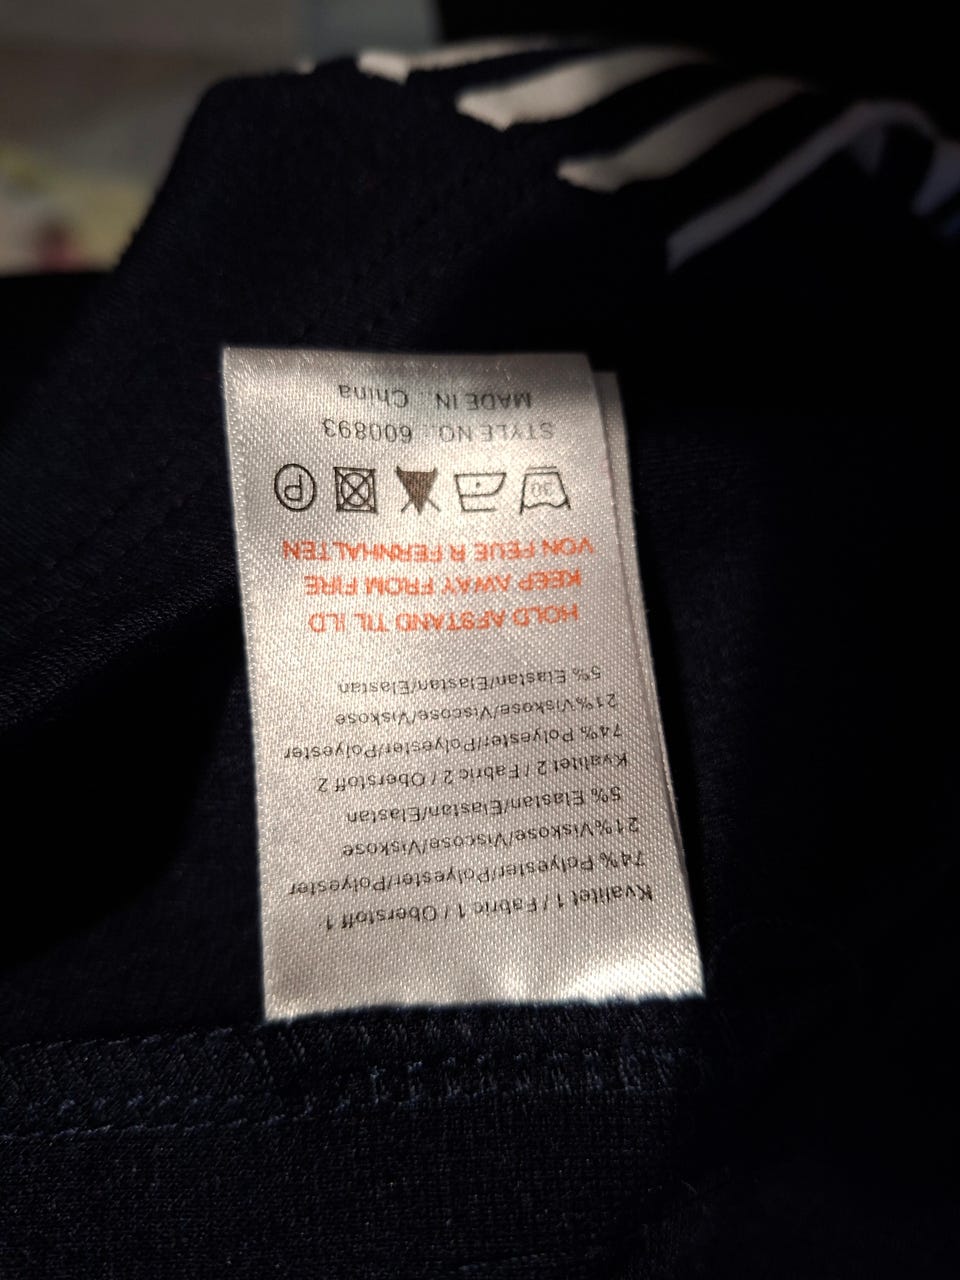 Kvalitet 1 / Fabric 1 / Oberstoff 1
74% Polyester/Polyester/Polyester
21%Viskose/Viscose/Viskose
5% Elastan/Elastan/Elastan
Kvalitet 2 / Fabric 2 / Oberstoff 2
74% Polyester/Polyester/Polyester
21%Viskose/Viscose/Viskose
5% Elastan/Elastan/Elastan
HOLD AFSTAND TIL ILD
KEEP AWAY FROM FIRE
VON FEUE R FERNHALTEN
30 P
STYLE NO.: 600893
MADE IN: China